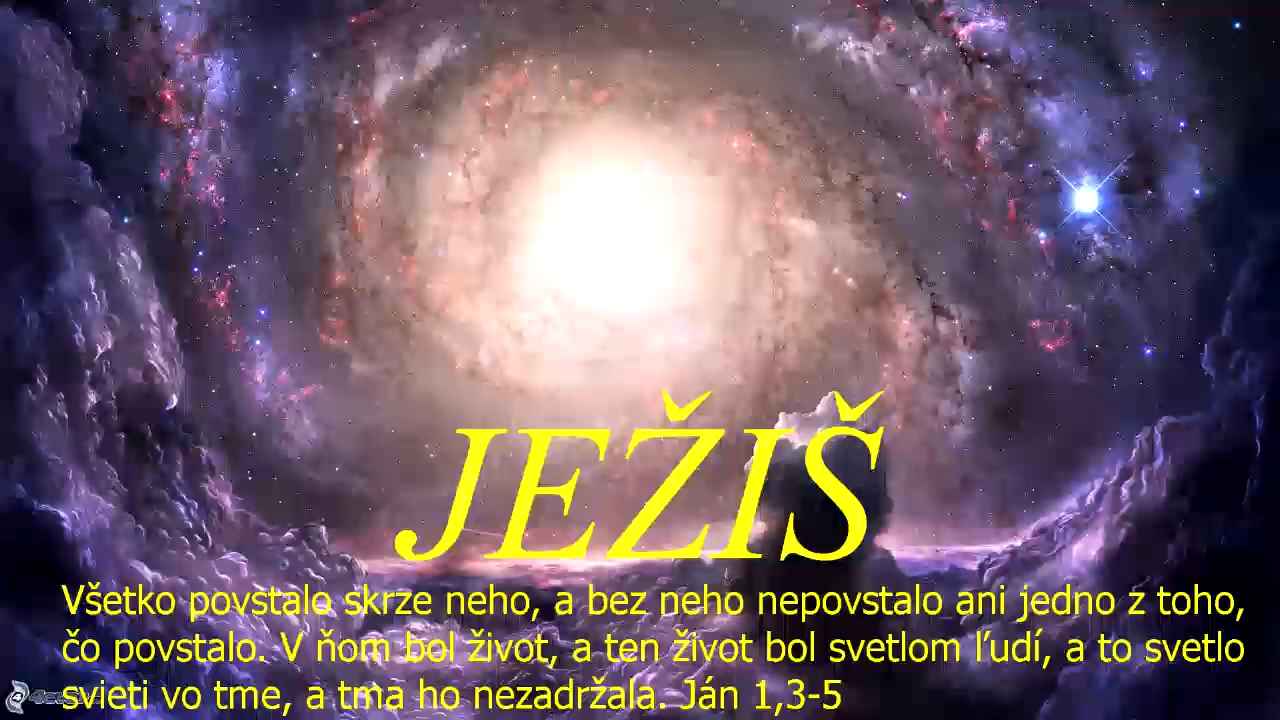 JEŽIŠ
Všetko povstalo skrze neho, a bez neho nepovstalo ani jedno z toho,
čo povstalo. V ňom bol život, a ten život bol svetlom ľudí, a to svetlo
svieti vo tme, a tma ho nezadržala. Ján 1,3-5